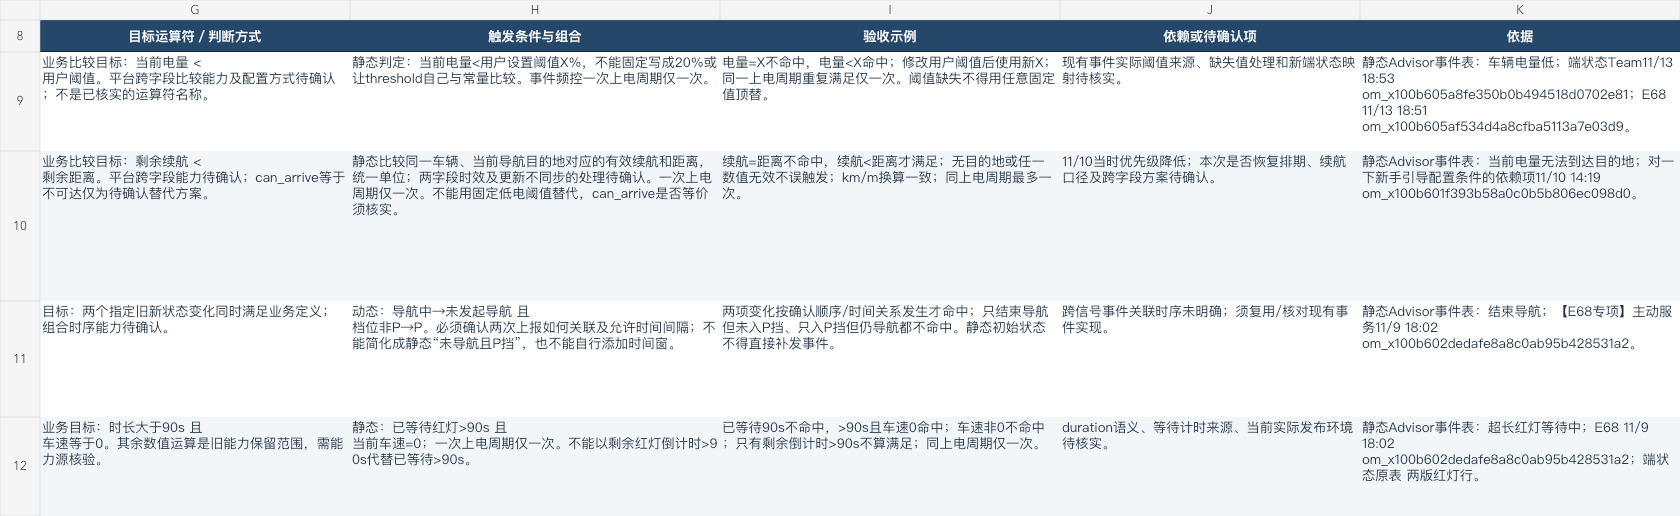 G H I J K
8 目标运算符 / 判断方式 触发条件与组合 验收示例 依赖或待确认项 依据
9
业务比较目标：当前电量 <
用户阈值。平台跨字段比较能力及配置方式待确认
；不是已核实的运算符名称。
静态判定：当前电量<用户设置阈值X%，不能固定写成20%或
让threshold自己与常量比较。事件频控一次上电周期仅一次。
电量=X不命中，电量<X命中；修改用户阈值后使用新X；
同一上电周期重复满足仅一次。阈值缺失不得用任意固定
值顶替。
现有事件实际阈值来源、缺失值处理和新端状态映
射待核实。
静态Advisor事件表：车辆电量低；端状态Team11/13
18:53
om_x100b605a8fe350b0b494518d0702e81；E68
11/13 18:51
om_x100b605af534d4a8cfba5113a7e03d9。
10
业务比较目标：剩余续航 <
剩余距离。平台跨字段能力待确认；can_arrive等于
不可达仅为待确认替代方案。
静态比较同一车辆、当前导航目的地对应的有效续航和距离，
统一单位；两字段时效及更新不同步的处理待确认。一次上电
周期仅一次。不能用固定低电阈值替代，can_arrive是否等价
须核实。
续航=距离不命中，续航<距离才满足；无目的地或任一
数值无效不误触发；km/m换算一致；同上电周期最多一
次。
11/10当时优先级降低；本次是否恢复排期、续航
口径及跨字段方案待确认。
静态Advisor事件表：当前电量无法到达目的地；对一
下新手引导配置条件的依赖项11/10 14:19
om_x100b601f393b58a0c0b5b806ec098d0。
11
目标：两个指定旧新状态变化同时满足业务定义；
组合时序能力待确认。
动态：导航中→未发起导航 且
档位非P→P。必须确认两次上报如何关联及允许时间间隔；不
能简化成静态“未导航且P挡”，也不能自行添加时间窗。
两项变化按确认顺序/时间关系发生才命中；只结束导航
但未入P挡、只入P挡但仍导航都不命中。静态初始状态
不得直接补发事件。
跨信号事件关联时序未明确；须复用/核对现有事
件实现。
静态Advisor事件表：结束导航；【E68专项】主动服
务11/9 18:02
om_x100b602dedafe8a8c0ab95b428531a2。
12
业务目标：时长大于90s 且
车速等于0。其余数值运算是旧能力保留范围，需能
力源核验。
静态：已等待红灯>90s 且
当前车速=0；一次上电周期仅一次。不能以剩余红灯倒计时>9
0s代替已等待>90s。
已等待90s不命中，>90s且车速0命中；车速非0不命中
；只有剩余倒计时>90s不算满足；同上电周期仅一次。
duration语义、等待计时来源、当前实际发布环境
待核实。
静态Advisor事件表：超长红灯等待中；E68 11/9
18:02
om_x100b602dedafe8a8c0ab95b428531a2；端状
态原表 两版红灯行。